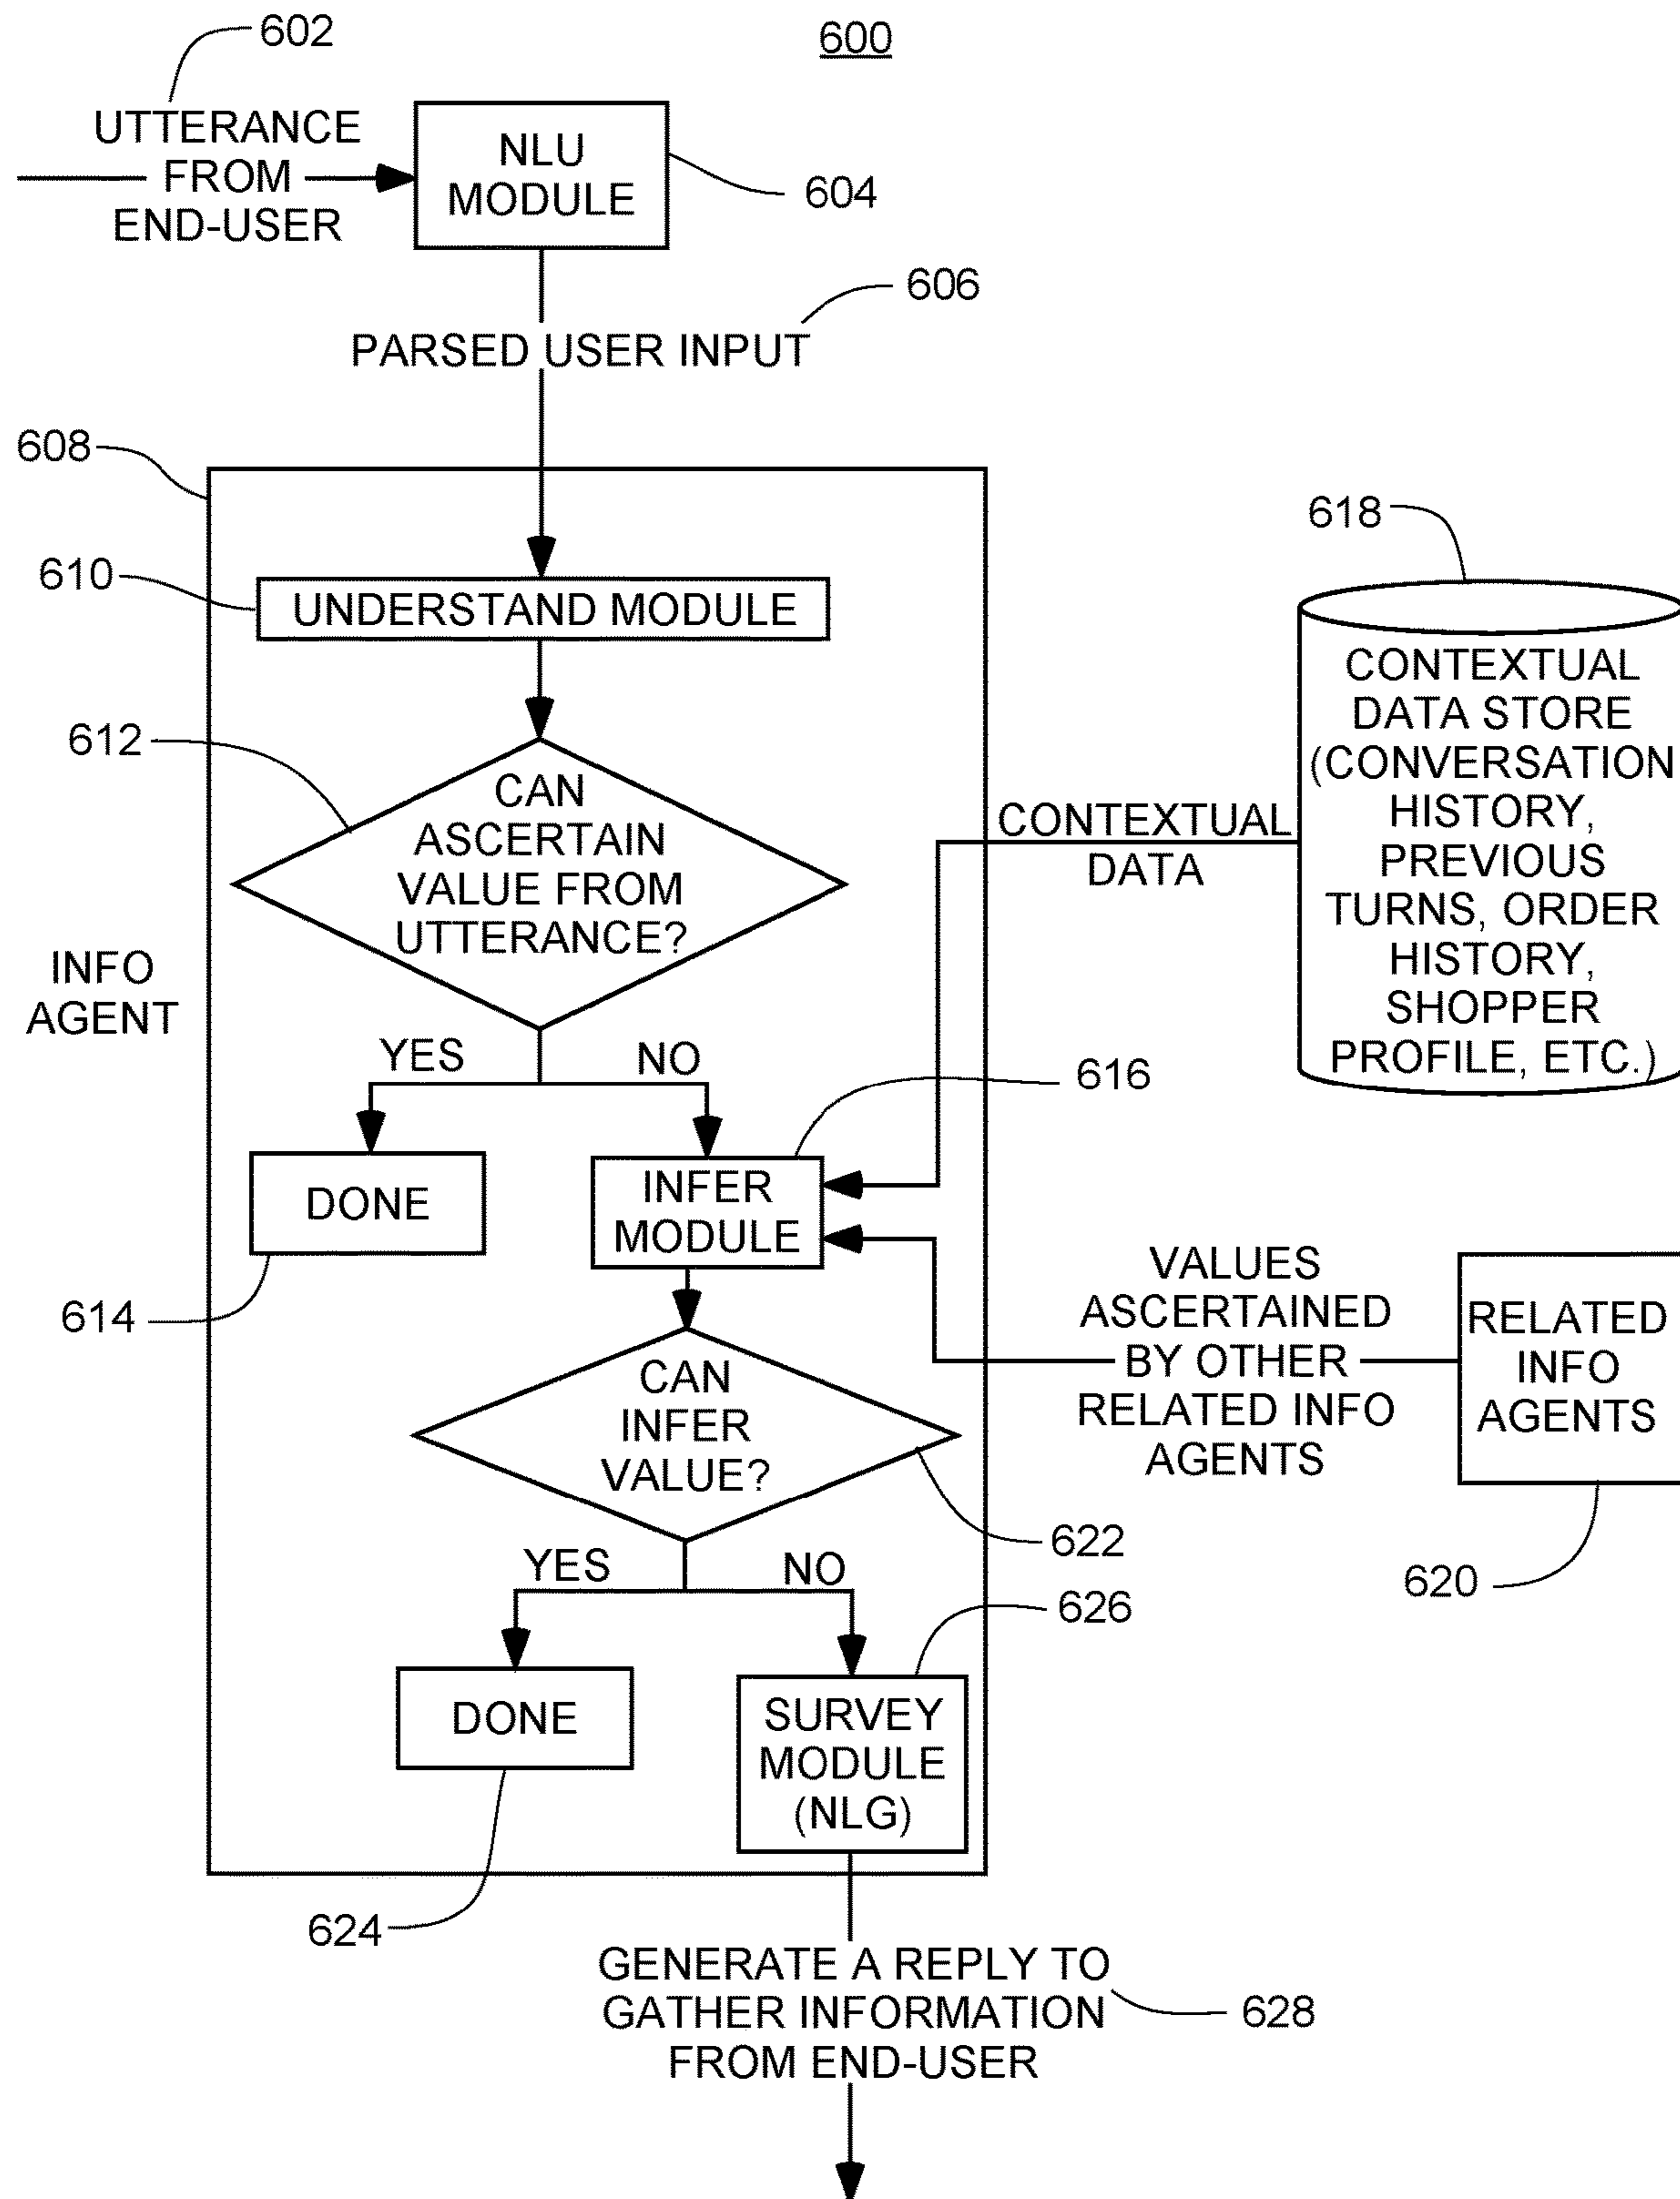 602
600
UTTERANCE
FROM
END-USER
NLU
MODULE
604
606
PARSED USER INPUT
608
610
UNDERSTAND MODULE
618
612
CAN
ASCERTAIN
VALUE FROM
UTTERANCE?
CONTEXTUAL
DATA
CONTEXTUAL
DATA STORE
(CONVERSATION
HISTORY,
PREVIOUS
TURNS, ORDER
HISTORY,
SHOPPER
PROFILE, ETC.)
INFO
AGENT
YES
NO
616
DONE
INFER
MODULE
614
VALUES
ASCERTAINED
BY OTHER
RELATED INFO
AGENTS
RELATED
INFO
AGENTS
CAN
INFER
VALUE?
622
620
YES
NO
626
DONE
SURVEY
MODULE
(NLG)
624
GENERATE A REPLY TO
GATHER INFORMATION
FROM END-USER
628